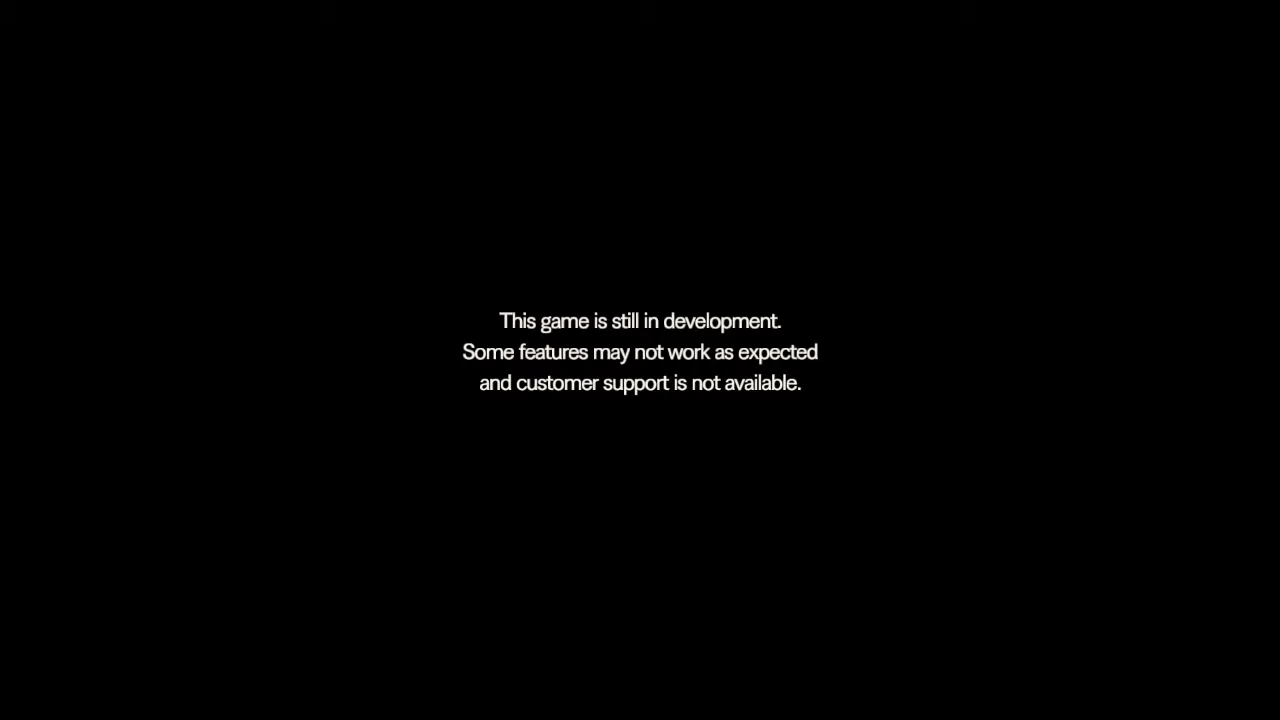 This game is still in development.
Some features may not work as expected
and customer support is not available.